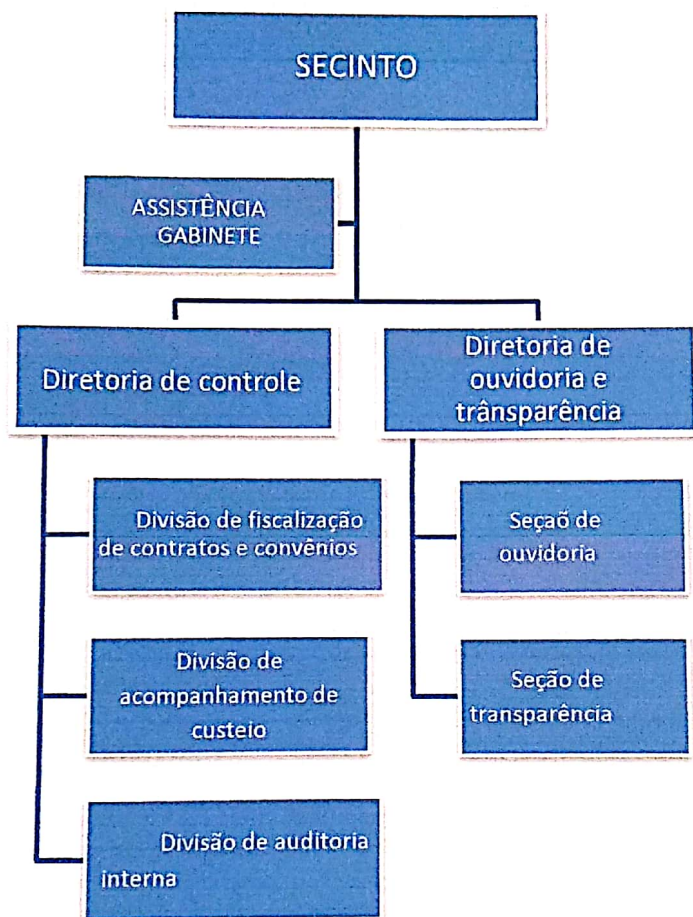 SECINTO
ASSISTÊNCIA
GABINETE
Diretoria de controle
Diretoria de
ouvidoria e
trânsparência
Divisão de fiscalização
de contratos e convênios
Seçaõ de
ouvidoria
Divisão de
acompanhamento de
custeio
Seção de
transparência
Divisão de auditoria
interna